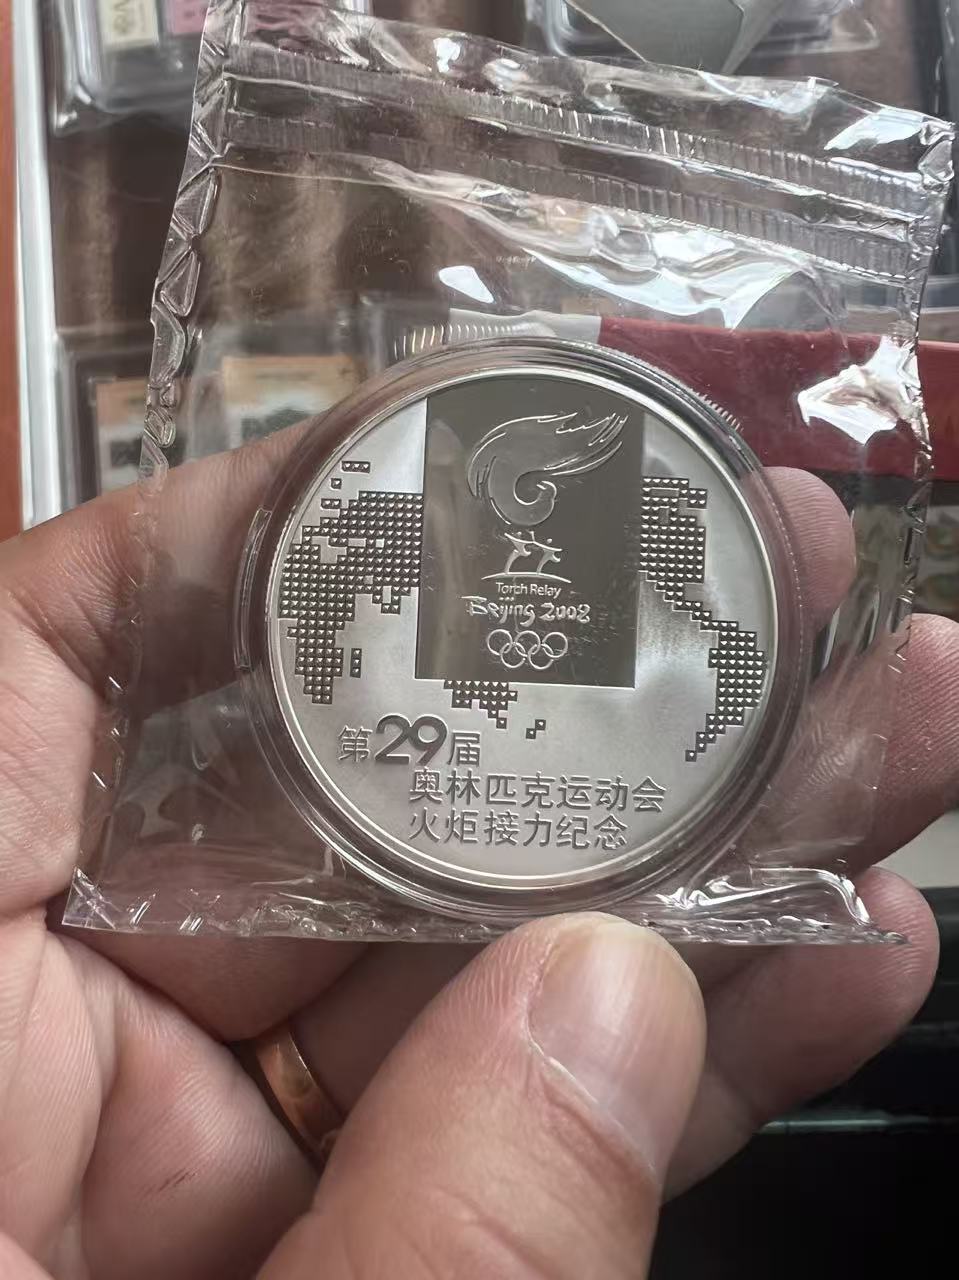 Torch Relay
Beijing 2008
第29届
奥林匹克运动会
火炬接力纪念